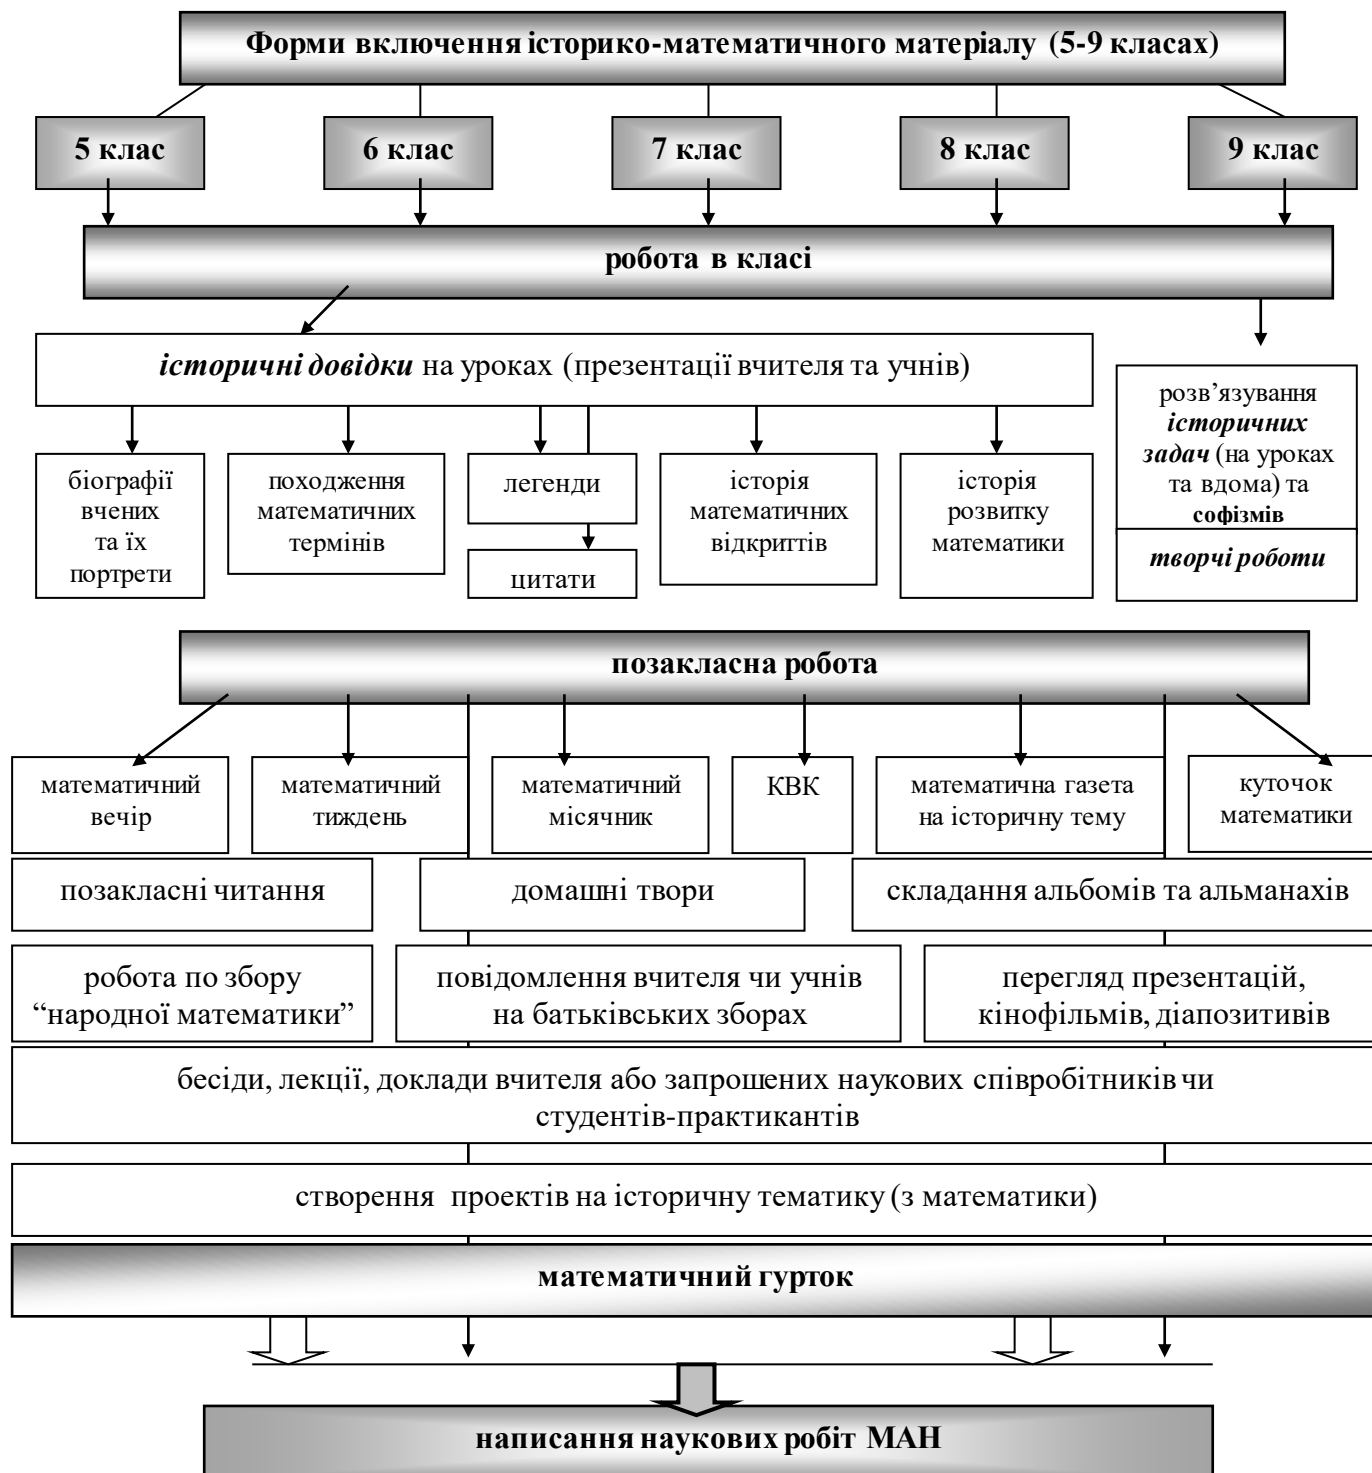 Форми включення історико-математичного матеріалу (5-9 класах)
5 клас
6 клас
7 клас
8 клас
9 клас
робота в класі
історичні довідки на уроках (презентації вчителя та учнів)
біографії
вчених
та їх
портрети
походження
математичних
термінів
легенди
цитати
історія
математичних
відкриттів
історія
розвитку
математики
розв’язування
історичних
задач (на уроках
та вдома) та
софізмів
творчі роботи
позакласна робота
математичний
вечір
математичний
тиждень
математичний
місячник
КВК
математична газета
на історичну тему
куточок
математики
позакласні читання
домашні твори
складання альбомів та альманахів
робота по збору
“народної математики”
повідомлення вчителя чи учнів
на батьківських зборах
перегляд презентацій,
кінофільмів, діапозитивів
бесіди, лекції, доклади вчителя або запрошених наукових співробітників чи
студентів-практикантів
створення проектів на історичну тематику (з математики)
математичний гурток
написання наукових робіт МАН